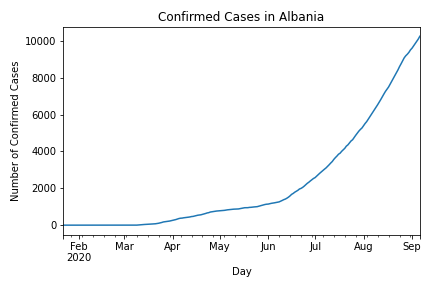 Confirmed Cases in Albania
Number of Confirmed Cases
10000
8000
6000
4000
2000
0
Feb Mar Apr May Jun Jul Aug Sep
2020
Day